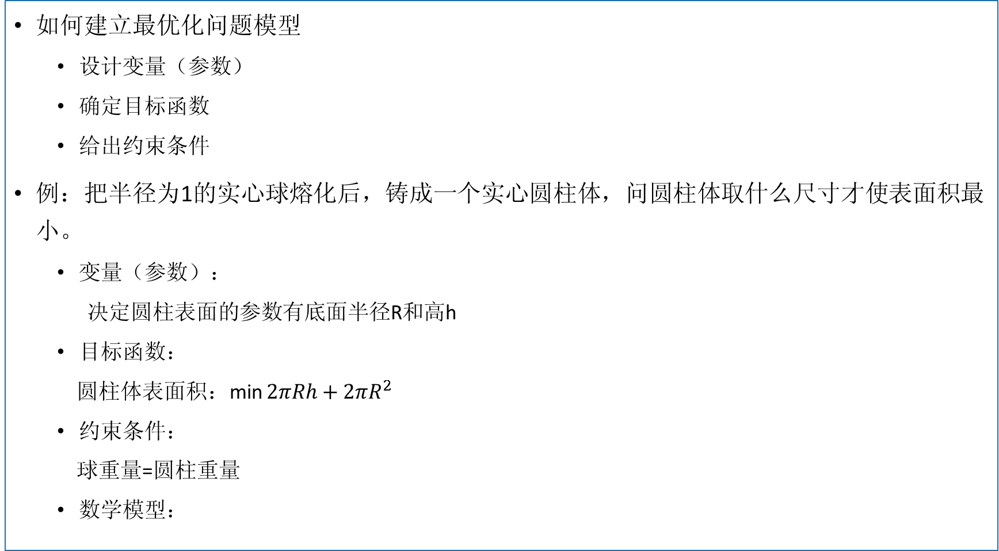 • 如何建立最优化问题模型
• 设计变量（参数）
• 确定目标函数
• 给出约束条件
• 例：把半径为1的实心球熔化后，铸成一个实心圆柱体，问圆柱体取什么尺寸才使表面积最
小。
• 变量（参数）：
决定圆柱表面的参数有底面半径R和高h
• 目标函数：
圆柱体表面积：min 2𝜋𝑅ℎ + 2𝜋𝑅²
• 约束条件：
球重量=圆柱重量
• 数学模型：